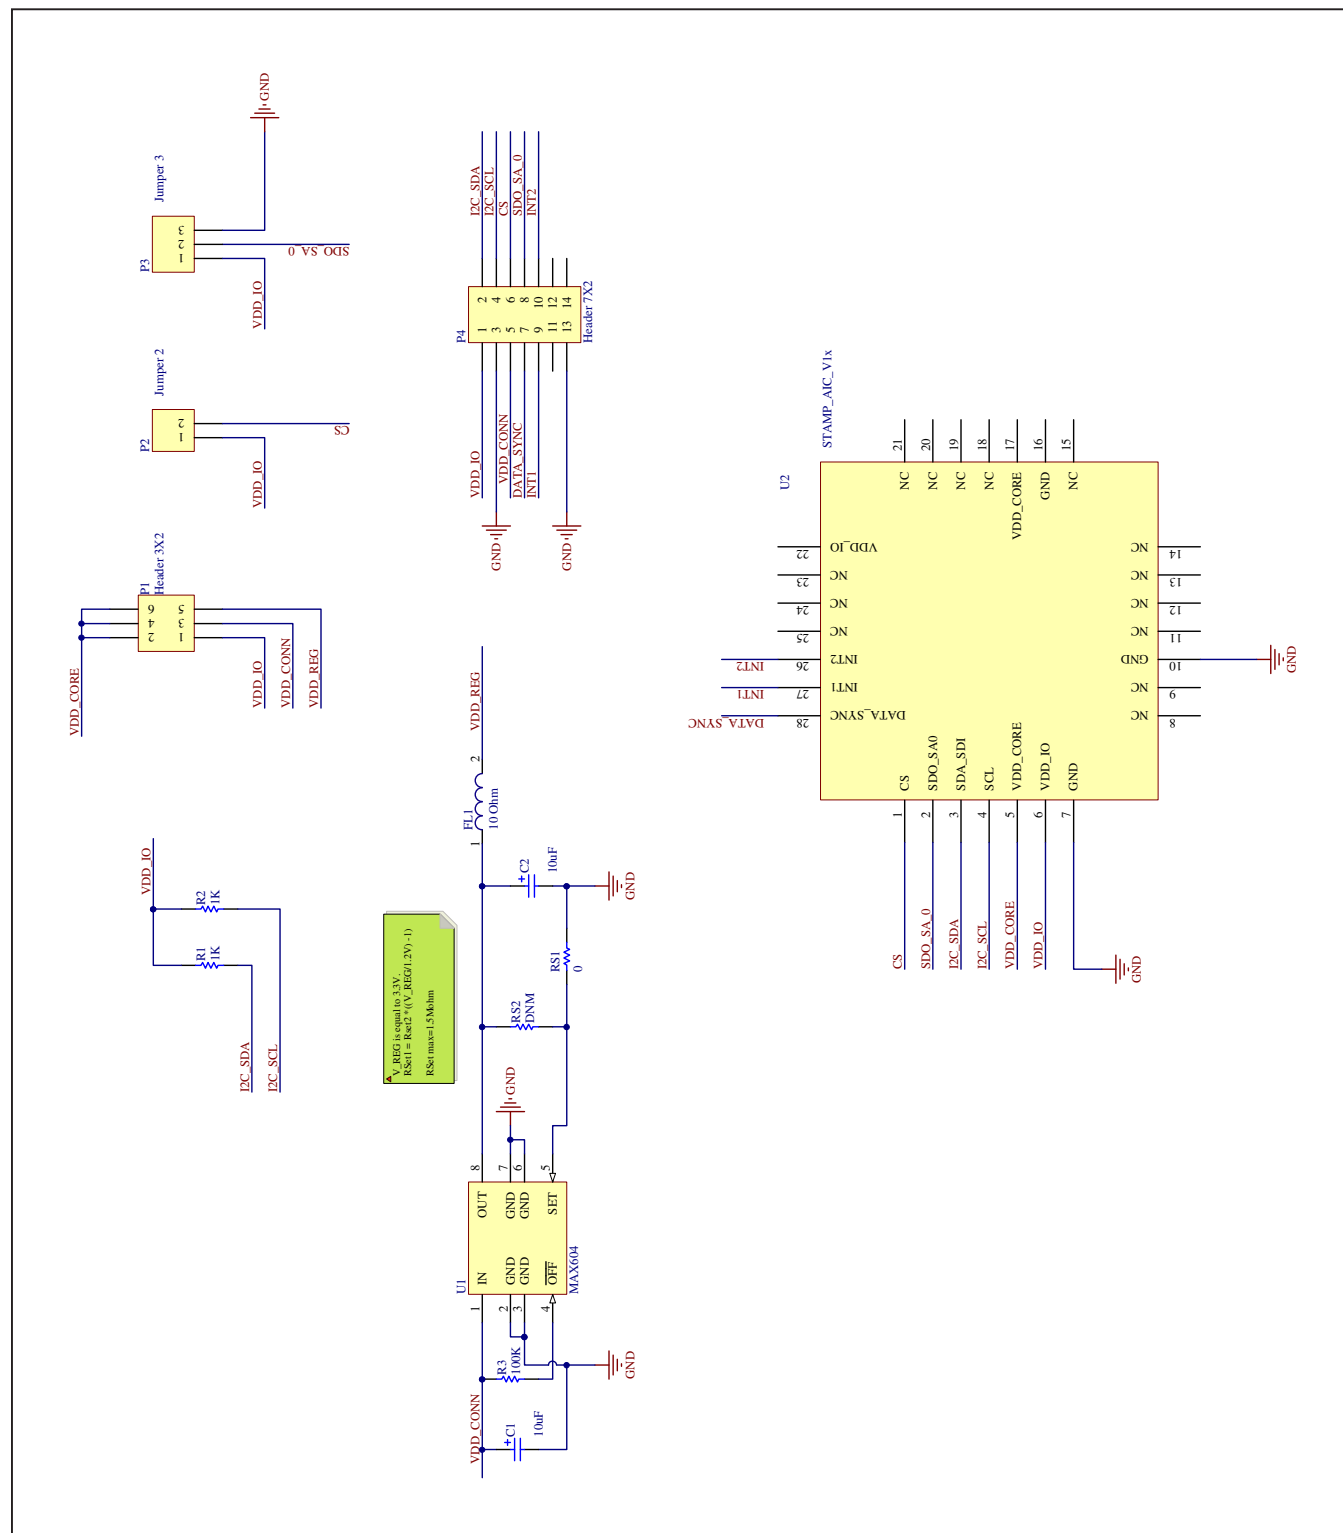 GND
Jumper 3
P3
1
2
3
VDD_IO
SDO_SA_0
Jumper 2
P2
1
2
VDD_IO
CS
P1
Header 3X2
2
4
6
1
3
5
VDD_CORE
VDD_IO
VDD_CONN
VDD_REG
VDD_IO
R1
1K
R2
1K
I2C_SDA
I2C_SCL
P4
Header 7X2
1
2
3
4
5
6
7
8
9
10
11
12
13
14
I2C_SDA
I2C_SCL
CS
SDO_SA_0
INT2
VDD_IO
VDD_CONN
DATA_SYNC
INT1
GND
GND
V_REG is equal to 3.3V.
RSet1 = Rset2 *((V_REG/1.2V) -1)
RSet max=1.5Mohm
VDD_REG
2
FL1
10 Ohm
1
+
C2
10uF
GND
RS1
0
RS2
DNM
GND
U1
MAX604
8
7
6
5
OUT
GND
GND
SET
IN
GND
GND
OFF
1
2
3
4
R3
100K
VDD_CONN
+
C1
10uF
GND
STAMP_AIC_V1x
U2
21
20
19
18
17
16
15
NC
NC
NC
NC
VDD_CORE
GND
NC
22
23
24
25
26
27
28
VDD_IO
NC
NC
NC
INT2
INT1
DATA_SYNC
INT2
INT1
DATA_SYNC
14
13
12
11
10
9
8
NC
NC
NC
NC
GND
NC
NC
GND
CS
SDO_SA0
SDA_SDI
SCL
VDD_CORE
VDD_IO
GND
1
2
3
4
5
6
7
CS
SDO_SA_0
I2C_SDA
I2C_SCL
VDD_CORE
VDD_IO
GND